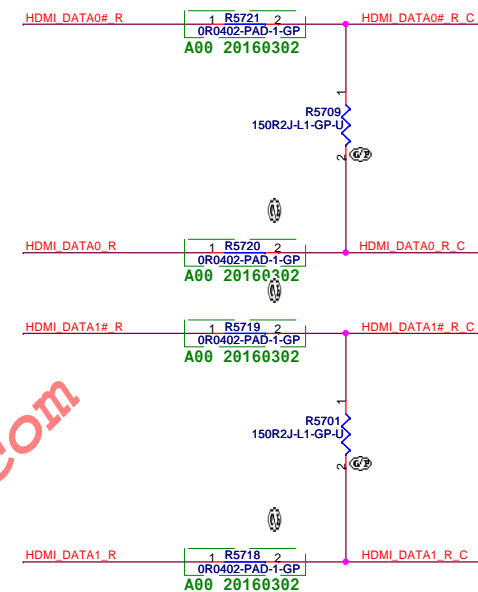 HDMI_DATA0#_R 1 R5721 2 HDMI_DATA0#_R_C
0R0402-PAD-1-GP
A00 20160302
1
R5709
150R2J-L1-GP-U
2
HDMI_DATA0_R 1 R5720 2 HDMI_DATA0_R_C
0R0402-PAD-1-GP
A00 20160302
HDMI_DATA1#_R 1 R5719 2 HDMI_DATA1#_R_C
0R0402-PAD-1-GP
A00 20160302
1
R5701
150R2J-L1-GP-U
2
com
HDMI_DATA1_R 1 R5718 2 HDMI_DATA1_R_C
0R0402-PAD-1-GP
A00 20160302